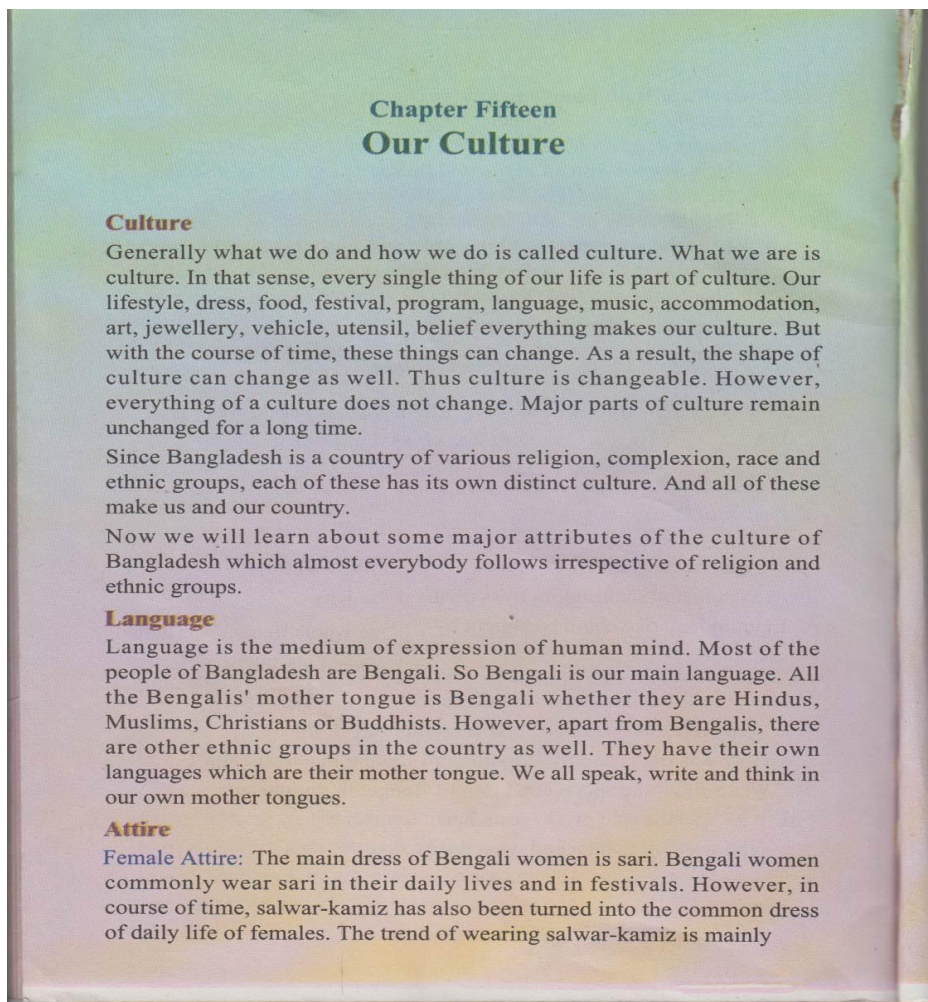 Chapter Fifteen
Our Culture
Culture
Generally what we do and how we do is called culture. What we are is
culture. In that sense, every single thing of our life is part of culture. Our
lifestyle, dress, food, festival, program, language, music, accommodation,
art, jewellery, vehicle, utensil, belief everything makes our culture. But
with the course of time, these things can change. As a result, the shape of
culture can change as well. Thus culture is changeable. However,
everything of a culture does not change. Major parts of culture remain
unchanged for a long time.
Since Bangladesh is a country of various religion, complexion, race and
ethnic groups, each of these has its own distinct culture. And all of these
make us and our country.
Now we will learn about some major attributes of the culture of
Bangladesh which almost everybody follows irrespective of religion and
ethnic groups.
Language
Language is the medium of expression of human mind. Most of the
people of Bangladesh are Bengali. So Bengali is our main language. All
the Bengalis' mother tongue is Bengali whether they are Hindus,
Muslims, Christians or Buddhists. However, apart from Bengalis, there
are other ethnic groups in the country as well. They have their own
languages which are their mother tongue. We all speak, write and think in
our own mother tongues.
Attire
Female Attire: The main dress of Bengali women is sari. Bengali women
commonly wear sari in their daily lives and in festivals. However, in
course of time, salwar-kamiz has also been turned into the common dress
of daily life of females. The trend of wearing salwar-kamiz is mainly